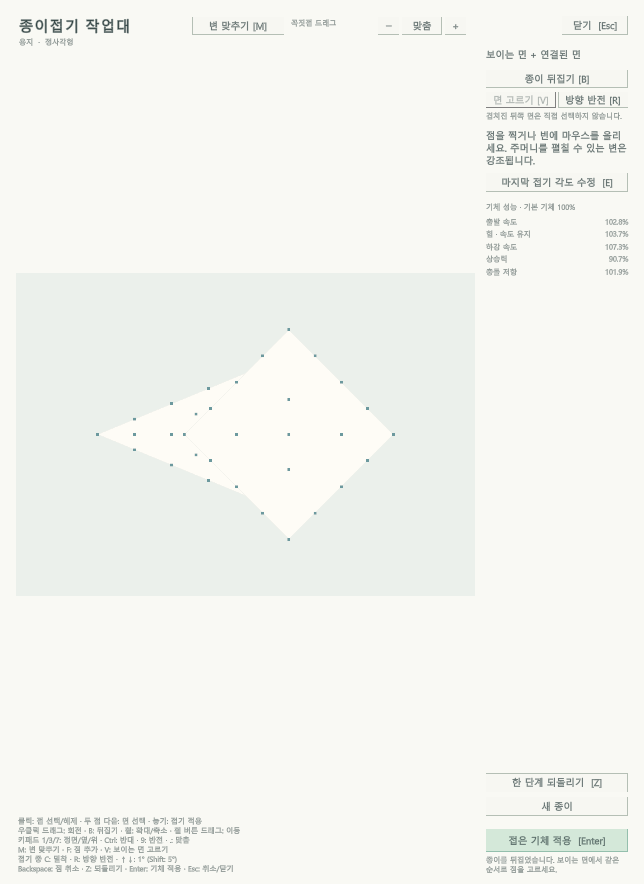 종이접기 작업대
용지 · 정사각형
변 맞추기 [M]
꼭짓점 드래그
−
맞춤
+
닫기 [Esc]
보이는 면 + 연결된 면
종이 뒤집기 [B]
면 고르기 [V]
방향 반전 [R]
겹쳐진 뒤쪽 면은 직접 선택하지 않습니다.
점을 찍거나 변에 마우스를 올리
세요. 주머니를 펼칠 수 있는 변은
강조됩니다.
마지막 접기 각도 수정 [E]
기체 성능 · 기본 기체 100%
출발 속도 102.8%
힘 · 속도 유지 103.7%
하강 속도 107.3%
상승력 90.7%
충돌 저항 101.9%
한 단계 되돌리기 [Z]
새 종이
접은 기체 적용 [Enter]
종이를 뒤집었습니다. 보이는 면에서 같은
순서로 점을 고르세요.
클릭: 점 선택/해제 · 두 점 다음: 면 선택 · 놓기: 접기 적용
우클릭 드래그: 회전 · B: 뒤집기 · 휠: 확대/축소 · 휠 버튼 드래그: 이동
키패드 1/3/7: 정면/옆/위 · Ctrl: 반대 · 9: 반전 · .: 맞춤
M: 변 맞추기 · F: 점 추가 · V: 보이는 면 고르기
접기 중 C: 밀착 · R: 방향 반전 · ↑ ↓: 1° (Shift: 5°)
Backspace: 점 취소 · Z: 되돌리기 · Enter: 기체 적용 · Esc: 취소/닫기